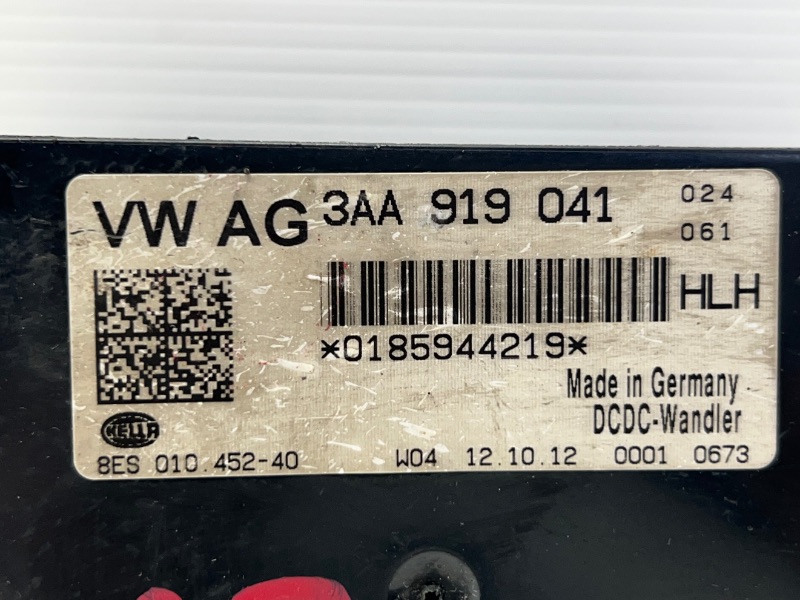 VW AG 3AA 919 041 024
061
HLH
*0185944219*
Made in Germany
DCDC-Wandler
HELLA
8ES 010.452-40 W04 12.10.12 0001 0673